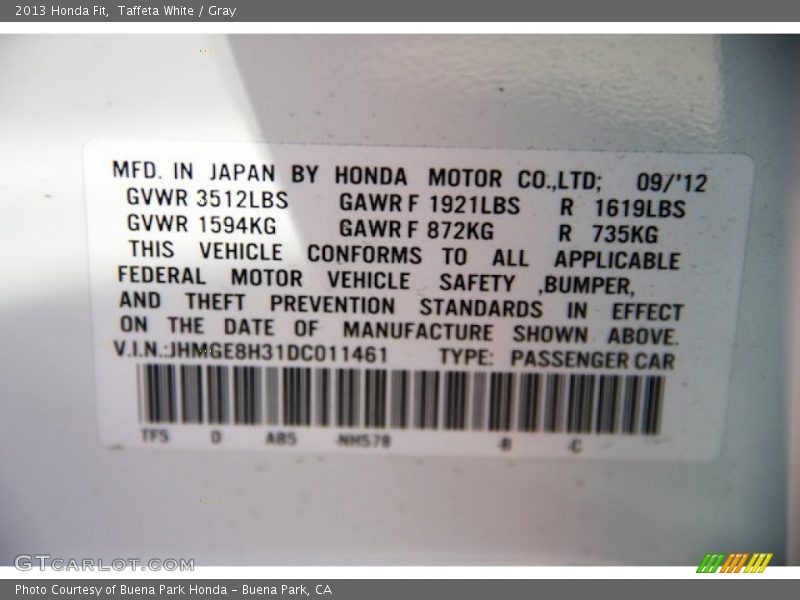 2013 Honda Fit,  Taffeta White / Gray
MFD. IN JAPAN BY HONDA MOTOR CO.,LTD; 09/'12
GVWR 3512LBS GAWR F 1921LBS R 1619LBS
GVWR 1594KG GAWR F 872KG R 735KG
THIS VEHICLE CONFORMS TO ALL APPLICABLE
FEDERAL MOTOR VEHICLE SAFETY ,BUMPER,
AND THEFT PREVENTION STANDARDS IN EFFECT
ON THE DATE OF MANUFACTURE SHOWN ABOVE.
V.I.N.:JHMGE8H31DC011461 TYPE: PASSENGER CAR
TF5 D AB5 -NH578 -B -C
GTCARLOT.COM
Photo Courtesy of Buena Park Honda - Buena Park, CA